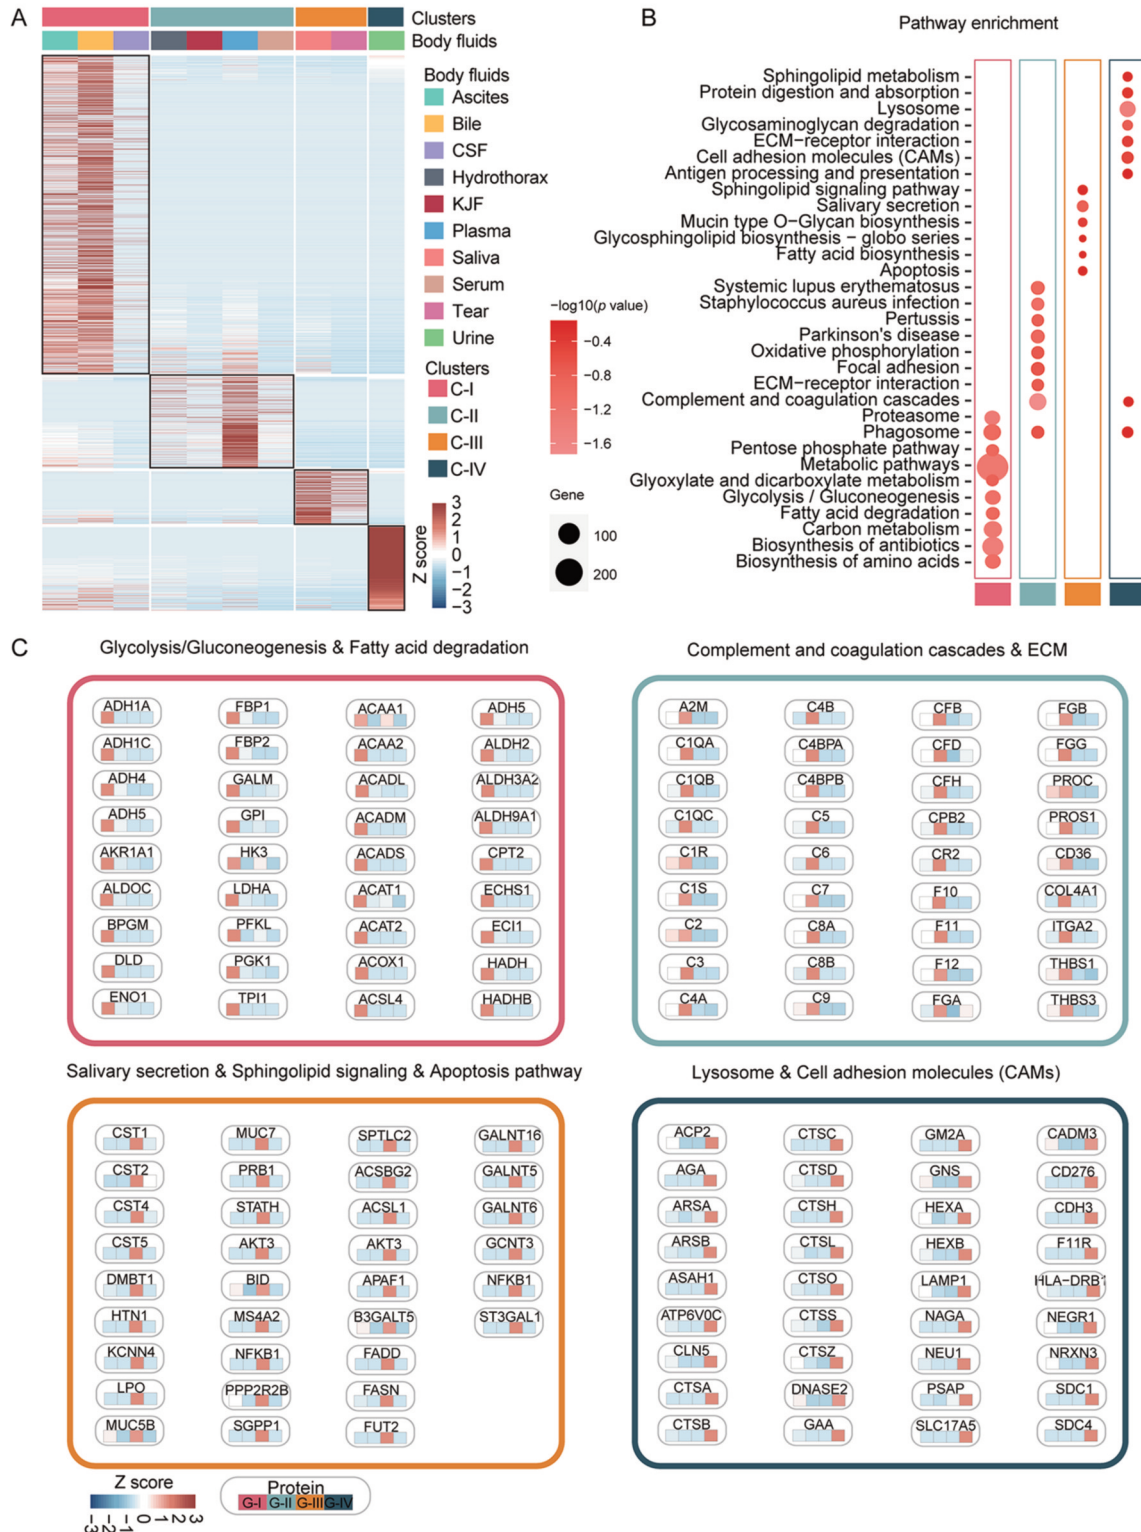 A
Clusters
Body fluids
Body fluids
Ascites
Bile
CSF
Hydrothorax
KJF
Plasma
Saliva
Serum
Tear
Urine
Clusters
C-I
C-II
C-III
C-IV
3
2
1
0
−1
−2
−3
Z score
B
Pathway enrichment
Sphingolipid metabolism
Protein digestion and absorption
Lysosome
Glycosaminoglycan degradation
ECM−receptor interaction
Cell adhesion molecules (CAMs)
Antigen processing and presentation
Sphingolipid signaling pathway
Salivary secretion
Mucin type O−Glycan biosynthesis
Glycosphingolipid biosynthesis − globo series
Fatty acid biosynthesis
Apoptosis
Systemic lupus erythematosus
Staphylococcus aureus infection
Pertussis
Parkinson's disease
Oxidative phosphorylation
Focal adhesion
ECM−receptor interaction
Complement and coagulation cascades
Proteasome
Phagosome
Pentose phosphate pathway
Metabolic pathways
Glyoxylate and dicarboxylate metabolism
Glycolysis / Gluconeogenesis
Fatty acid degradation
Carbon metabolism
Biosynthesis of antibiotics
Biosynthesis of amino acids
−log10(p value)
−0.4
−0.8
−1.2
−1.6
Gene
100
200
C
Glycolysis/Gluconeogenesis & Fatty acid degradation
ADH1A FBP1 ACAA1 ADH5
ADH1C FBP2 ACAA2 ALDH2
ADH4 GALM ACADL ALDH3A2
ADH5 GPI ACADM ALDH9A1
AKR1A1 HK3 ACADS CPT2
ALDOC LDHA ACAT1 ECHS1
BPGM PFKL ACAT2 ECI1
DLD PGK1 ACOX1 HADH
ENO1 TPI1 ACSL4 HADHB
Complement and coagulation cascades & ECM
A2M C4B CFB FGB
C1QA C4BPA CFD FGG
C1QB C4BPB CFH PROC
C1QC C5 CPB2 PROS1
C1R C6 CR2 CD36
C1S C7 F10 COL4A1
C2 C8A F11 ITGA2
C3 C8B F12 THBS1
C4A C9 FGA THBS3
Salivary secretion & Sphingolipid signaling & Apoptosis pathway
CST1 MUC7 SPTLC2 GALNT16
CST2 PRB1 ACSBG2 GALNT5
CST4 STATH ACSL1 GALNT6
CST5 AKT3 AKT3 GCNT3
DMBT1 BID APAF1 NFKB1
HTN1 MS4A2 B3GALT5 ST3GAL1
KCNN4 NFKB1 FADD
LPO PPP2R2B FASN
MUC5B SGPP1 FUT2
Lysosome & Cell adhesion molecules (CAMs)
ACP2 CTSC GM2A CADM3
AGA CTSD GNS CD276
ARSA CTSH HEXA CDH3
ARSB CTSL HEXB F11R
ASAH1 CTSO LAMP1 HLA-DRB1
ATP6V0C CTSS NAGA NEGR1
CLN5 CTSZ NEU1 NRXN3
CTSA DNASE2 PSAP SDC1
CTSB GAA SLC17A5 SDC4
Z score
−3 −2 −1 0 1 2 3
Protein
G-I G-II G-III G-IV